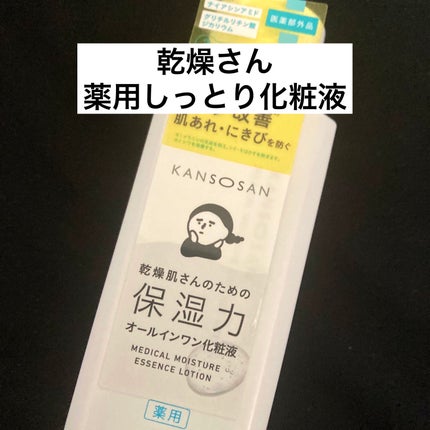 ナイアシンアミド
グリチルリチン酸
ジカリウム
医薬部外品
乾燥さん
薬用しっとり化粧液
改善
肌あれ・にきびを防ぐ
KANSOSAN
乾燥肌さんのための
保湿力
オールインワン化粧液
MEDICAL MOISTURE
ESSENCE LOTION
薬用